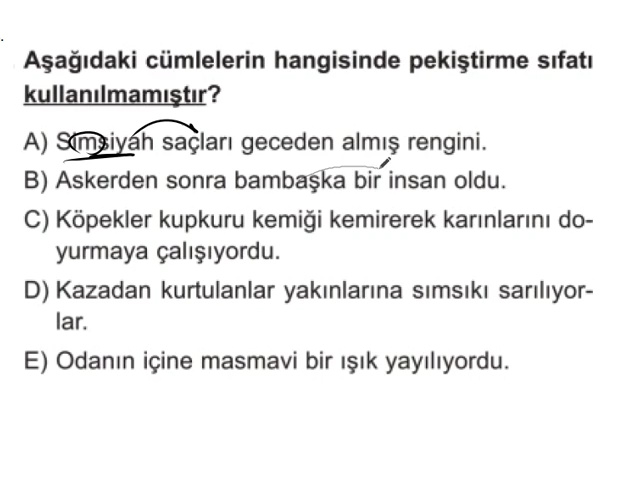 Aşağıdaki cümlelerin hangisinde pekiştirme sıfatı
kullanılmamıştır?
A) Simsiyah saçları geceden almış rengini.
B) Askerden sonra bambaşka bir insan oldu.
C) Köpekler kupkuru kemiği kemirerek karınlarını do-
yurmaya çalışıyordu.
D) Kazadan kurtulanlar yakınlarına sımsıkı sarılıyor-
lar.
E) Odanın içine masmavi bir ışık yayılıyordu.